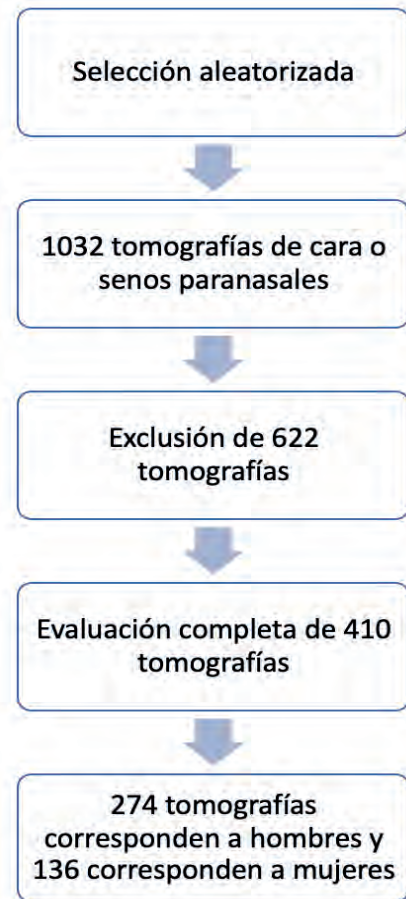 Selección aleatorizada
1032 tomografías de cara o
senos paranasales
Exclusión de 622
tomografías
Evaluación completa de 410
tomografías
274 tomografías
corresponden a hombres y
136 corresponden a mujeres